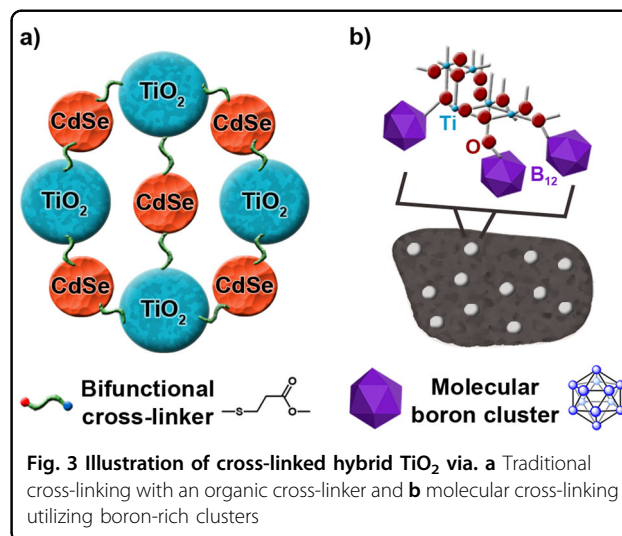 a)
b)
TiO₂
CdSe
CdSe
Ti
O
B₁₂
TiO₂
CdSe
TiO₂
CdSe
CdSe
TiO₂
Bifunctional
cross-linker
S
O
O
Molecular
boron cluster
Fig. 3 Illustration of cross-linked hybrid TiO₂ via. a Traditional
cross-linking with an organic cross-linker and b molecular cross-linking
utilizing boron-rich clusters